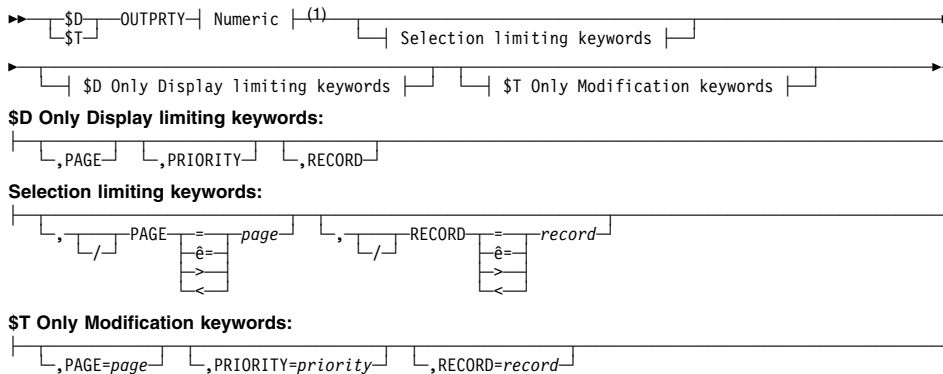 $D OUTPRTY Numeric (1)
$T Selection limiting keywords
$D Only Display limiting keywords $T Only Modification keywords
$D Only Display limiting keywords:
,PAGE ,PRIORITY ,RECORD
Selection limiting keywords:
, / PAGE = page , / RECORD = record
ê= ê=
> >
< <
$T Only Modification keywords:
,PAGE=page ,PRIORITY=priority ,RECORD=record